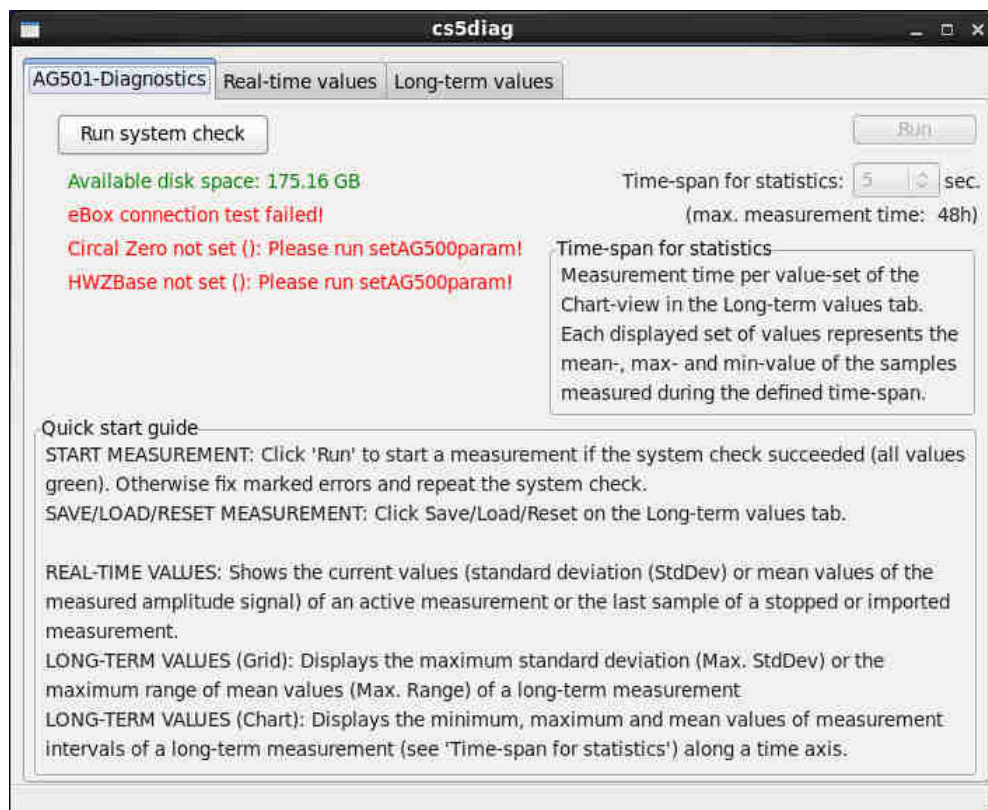 cs5diag
AG501-Diagnostics Real-time values Long-term values
Run system check
Run
Available disk space: 175.16 GB
Time-span for statistics: 5 sec.
eBox connection test failed!
(max. measurement time: 48h)
Circal Zero not set (): Please run setAG500param!
HWZBase not set (): Please run setAG500param!
Time-span for statistics
Measurement time per value-set of the
Chart-view in the Long-term values tab.
Each displayed set of values represents the
mean-, max- and min-value of the samples
measured during the defined time-span.
Quick start guide
START MEASUREMENT: Click 'Run' to start a measurement if the system check succeeded (all values
green). Otherwise fix marked errors and repeat the system check.
SAVE/LOAD/RESET MEASUREMENT: Click Save/Load/Reset on the Long-term values tab.
REAL-TIME VALUES: Shows the current values (standard deviation (StdDev) or mean values of the
measured amplitude signal) of an active measurement or the last sample of a stopped or imported
measurement.
LONG-TERM VALUES (Grid): Displays the maximum standard deviation (Max. StdDev) or the
maximum range of mean values (Max. Range) of a long-term measurement
LONG-TERM VALUES (Chart): Displays the minimum, maximum and mean values of measurement
intervals of a long-term measurement (see 'Time-span for statistics') along a time axis.